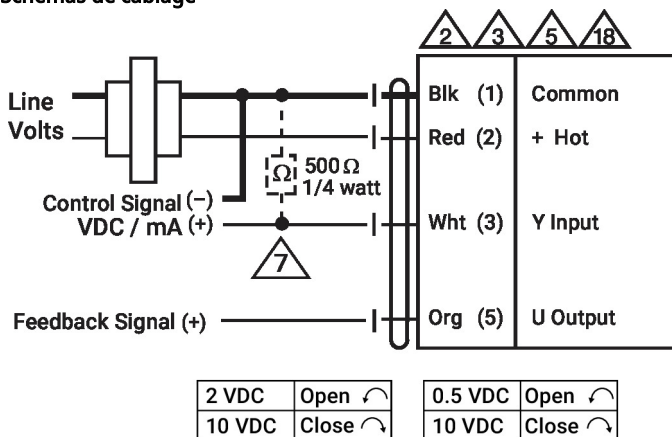 Schémas de câblage
2 3 5 18
Line
Volts
Blk (1) Common
Red (2) + Hot
Ω 500 Ω
1/4 watt
Control Signal (−)
VDC / mA (+)
Wht (3) Y Input
7
Feedback Signal (+)
Org (5) U Output
2 VDC Open
10 VDC Close
0.5 VDC Open
10 VDC Close